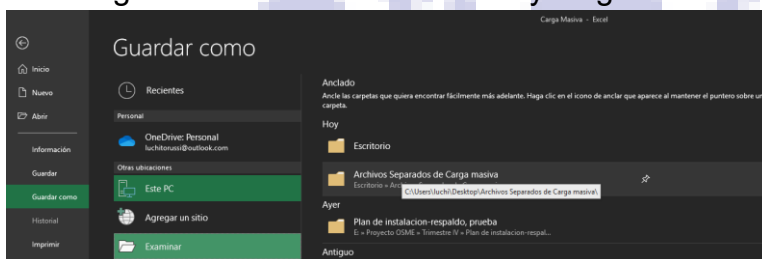 Carga Masiva - Excel
Guardar como
Inicio
Nuevo
Abrir
Información
Guardar
Guardar como
Historial
Imprimir
Recientes
Personal
OneDrive: Personal
luchitorussi@outlook.com
Otras ubicaciones
Este PC
Agregar un sitio
Examinar
Anclado
Ancle las carpetas que quiera encontrar fácilmente más adelante. Haga clic en el icono de anclar que aparece al mantener el puntero sobre un
carpeta.
Hoy
Escritorio
Archivos Separados de Carga masiva
Escritorio »
C:\Users\luchi\Desktop\Archivos Separados de Carga masiva\
Ayer
Plan de instalacion-respaldo, prueba
E: » Proyecto OSME » Trimestre IV » Plan de instalacion-respal...
Antiguo